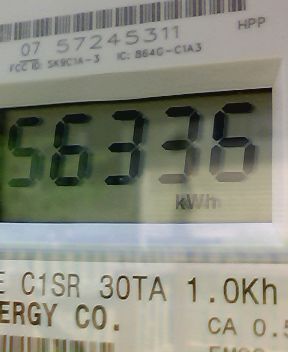 HPP
07 57245311
FCC ID: SK9C1A-3 IC: 864G-C1A3
56336
kWh
E C1SR 30TA 1.0Kh
ERGY CO.
CA 0.5